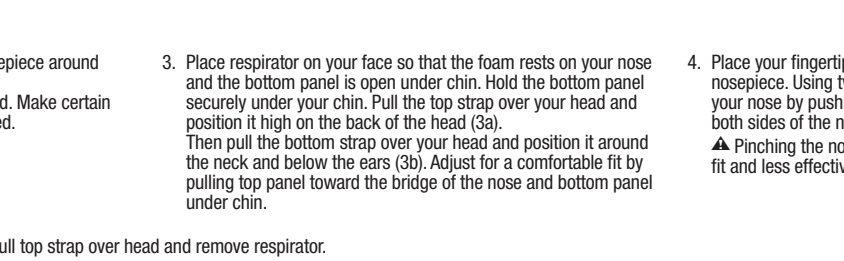 epiece around
d. Make certain
ed.
3. Place respirator on your face so that the foam rests on your nose
and the bottom panel is open under chin. Hold the bottom panel
securely under your chin. Pull the top strap over your head and
position it high on the back of the head (3a).
Then pull the bottom strap over your head and position it around
the neck and below the ears (3b). Adjust for a comfortable fit by
pulling top panel toward the bridge of the nose and bottom panel
under chin.
4. Place your fingertip
nosepiece. Using tw
your nose by push
both sides of the n
⚠ Pinching the no
fit and less effectiv
ull top strap over head and remove respirator.